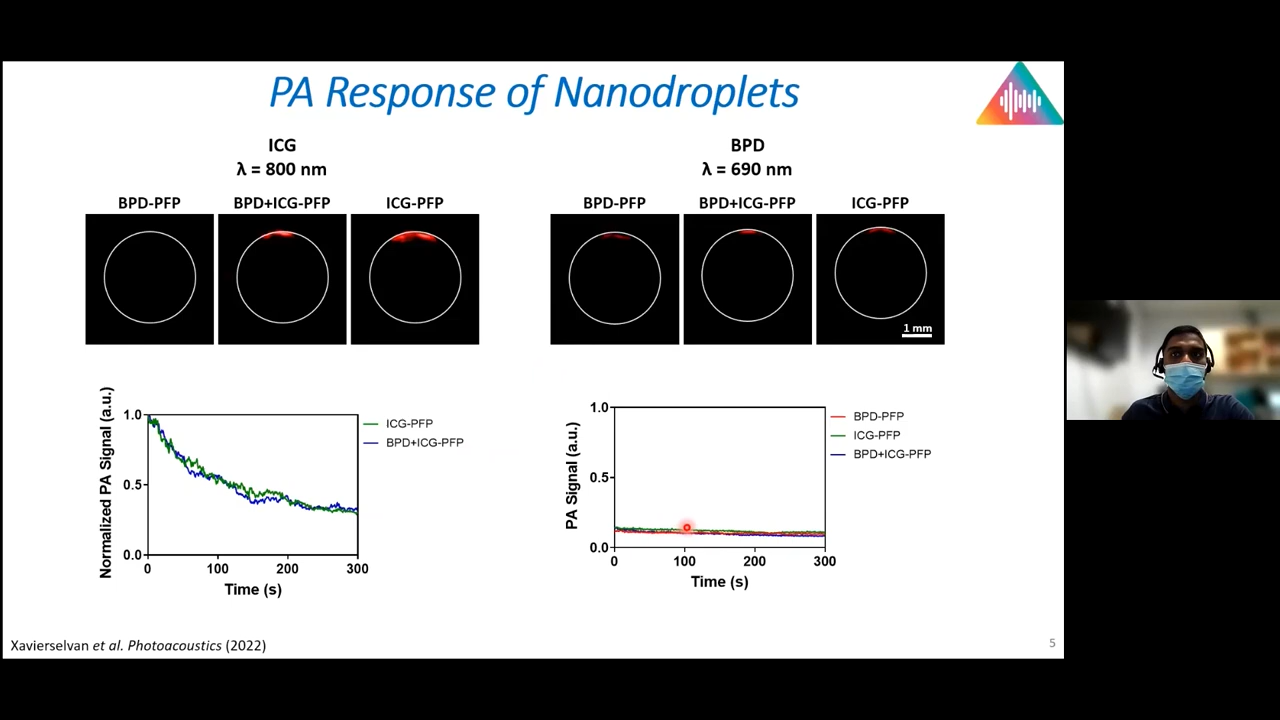 PA Response of Nanodroplets
ICG
λ = 800 nm
BPD-PFP
BPD+ICG-PFP
ICG-PFP
BPD
λ = 690 nm
BPD-PFP
BPD+ICG-PFP
ICG-PFP
1 mm
Normalized PA Signal (a.u.)
1.0
0.5
0.0
0
100
200
300
Time (s)
ICG-PFP
BPD+ICG-PFP
PA Signal (a.u.)
1.0
0.5
0.0
0
100
200
300
Time (s)
BPD-PFP
ICG-PFP
BPD+ICG-PFP
Xavierselvan et al. Photoacoustics (2022)
5